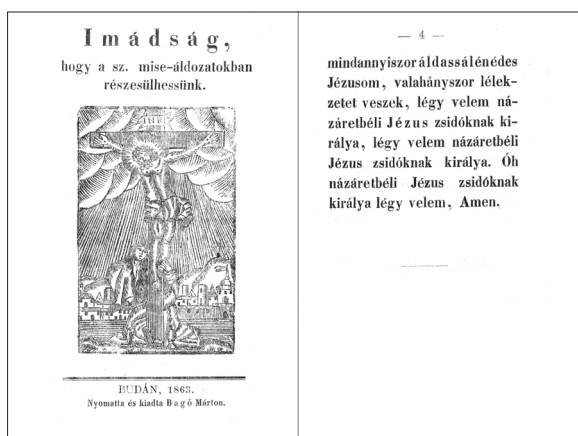 Imádság,
hogy a sz. mise-áldozatokban
részesülhessünk.
INRI
BUDÁN, 1863.
Nyomatta és kiadta Bagó Márton.
— 4 —
mindannyiszor áldassál én édes
Jézusom, valahányszor lélek-
zetet veszek, légy velem ná-
záretbéli Jézus zsidóknak ki-
rálya, légy velem názáretbéli
Jézus zsidóknak királya. Óh
názáretbéli Jézus zsidóknak
királya légy velem, Amen.